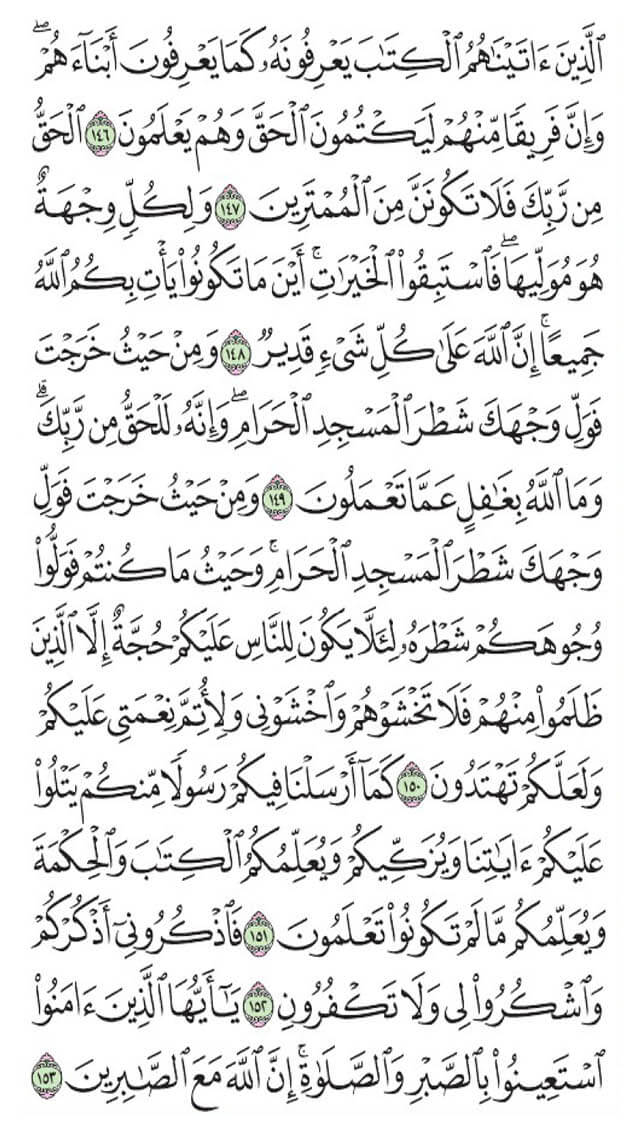 ٱلَّذِينَ ءَاتَيْنَٰهُمُ ٱلْكِتَٰبَ يَعْرِفُونَهُۥ كَمَا يَعْرِفُونَ أَبْنَآءَهُمْ ۖ
وَإِنَّ فَرِيقًا مِّنْهُمْ لَيَكْتُمُونَ ٱلْحَقَّ وَهُمْ يَعْلَمُونَ ١٤٦ ٱلْحَقُّ
مِن رَّبِّكَ فَلَا تَكُونَنَّ مِنَ ٱلْمُمْتَرِينَ ١٤٧ وَلِكُلٍّ وِجْهَةٌ
هُوَ مُوَلِّيهَا ۖ فَٱسْتَبِقُوا۟ ٱلْخَيْرَٰتِ ۚ أَيْنَ مَا تَكُونُوا۟ يَأْتِ بِكُمُ ٱللَّهُ
جَمِيعًا ۚ إِنَّ ٱللَّهَ عَلَىٰ كُلِّ شَىْءٍ قَدِيرٌ ١٤٨ وَمِنْ حَيْثُ خَرَجْتَ
فَوَلِّ وَجْهَكَ شَطْرَ ٱلْمَسْجِدِ ٱلْحَرَامِ ۖ وَإِنَّهُۥ لَلْحَقُّ مِن رَّبِّكَ ۗ
وَمَا ٱللَّهُ بِغَٰفِلٍ عَمَّا تَعْمَلُونَ ١٤٩ وَمِنْ حَيْثُ خَرَجْتَ فَوَلِّ
وَجْهَكَ شَطْرَ ٱلْمَسْجِدِ ٱلْحَرَامِ ۚ وَحَيْثُ مَا كُنتُمْ فَوَلُّوا۟
وُجُوهَكُمْ شَطْرَهُۥ لِئَلَّا يَكُونَ لِلنَّاسِ عَلَيْكُمْ حُجَّةٌ إِلَّا ٱلَّذِينَ
ظَلَمُوا۟ مِنْهُمْ فَلَا تَخْشَوْهُمْ وَٱخْشَوْنِى وَلِأُتِمَّ نِعْمَتِى عَلَيْكُمْ
وَلَعَلَّكُمْ تَهْتَدُونَ ١٥٠ كَمَآ أَرْسَلْنَا فِيكُمْ رَسُولًا مِّنكُمْ يَتْلُوا۟
عَلَيْكُمْ ءَايَٰتِنَا وَيُزَكِّيكُمْ وَيُعَلِّمُكُمُ ٱلْكِتَٰبَ وَٱلْحِكْمَةَ
وَيُعَلِّمُكُم مَّا لَمْ تَكُونُوا۟ تَعْلَمُونَ ١٥١ فَٱذْكُرُونِىٓ أَذْكُرْكُمْ
وَٱشْكُرُوا۟ لِى وَلَا تَكْفُرُونِ ١٥٢ يَٰٓأَيُّهَا ٱلَّذِينَ ءَامَنُوا۟
ٱسْتَعِينُوا۟ بِٱلصَّبْرِ وَٱلصَّلَوٰةِ ۚ إِنَّ ٱللَّهَ مَعَ ٱلصَّٰبِرِينَ ١٥٣